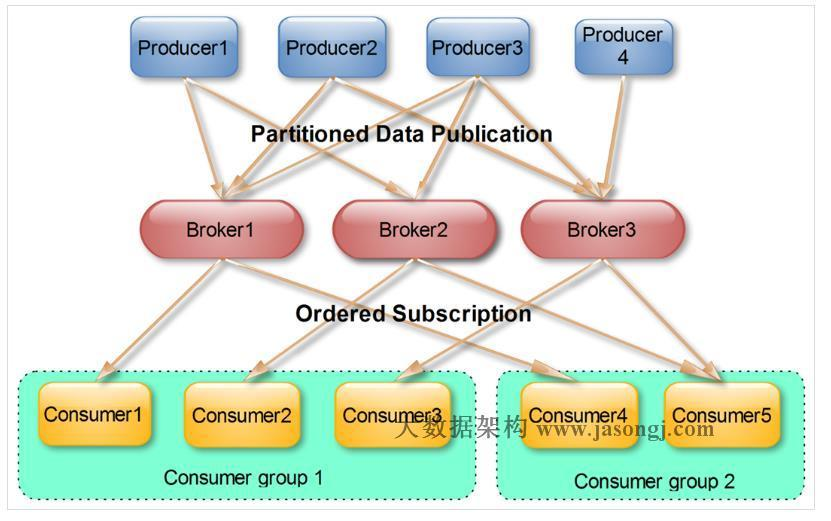 Producer1
Producer2
Producer3
Producer
4
Partitioned Data Publication
Broker1
Broker2
Broker3
Ordered Subscription
Consumer1
Consumer2
Consumer3
Consumer4
Consumer5
大数据架构 www.jasongj.com
Consumer group 1
Consumer group 2